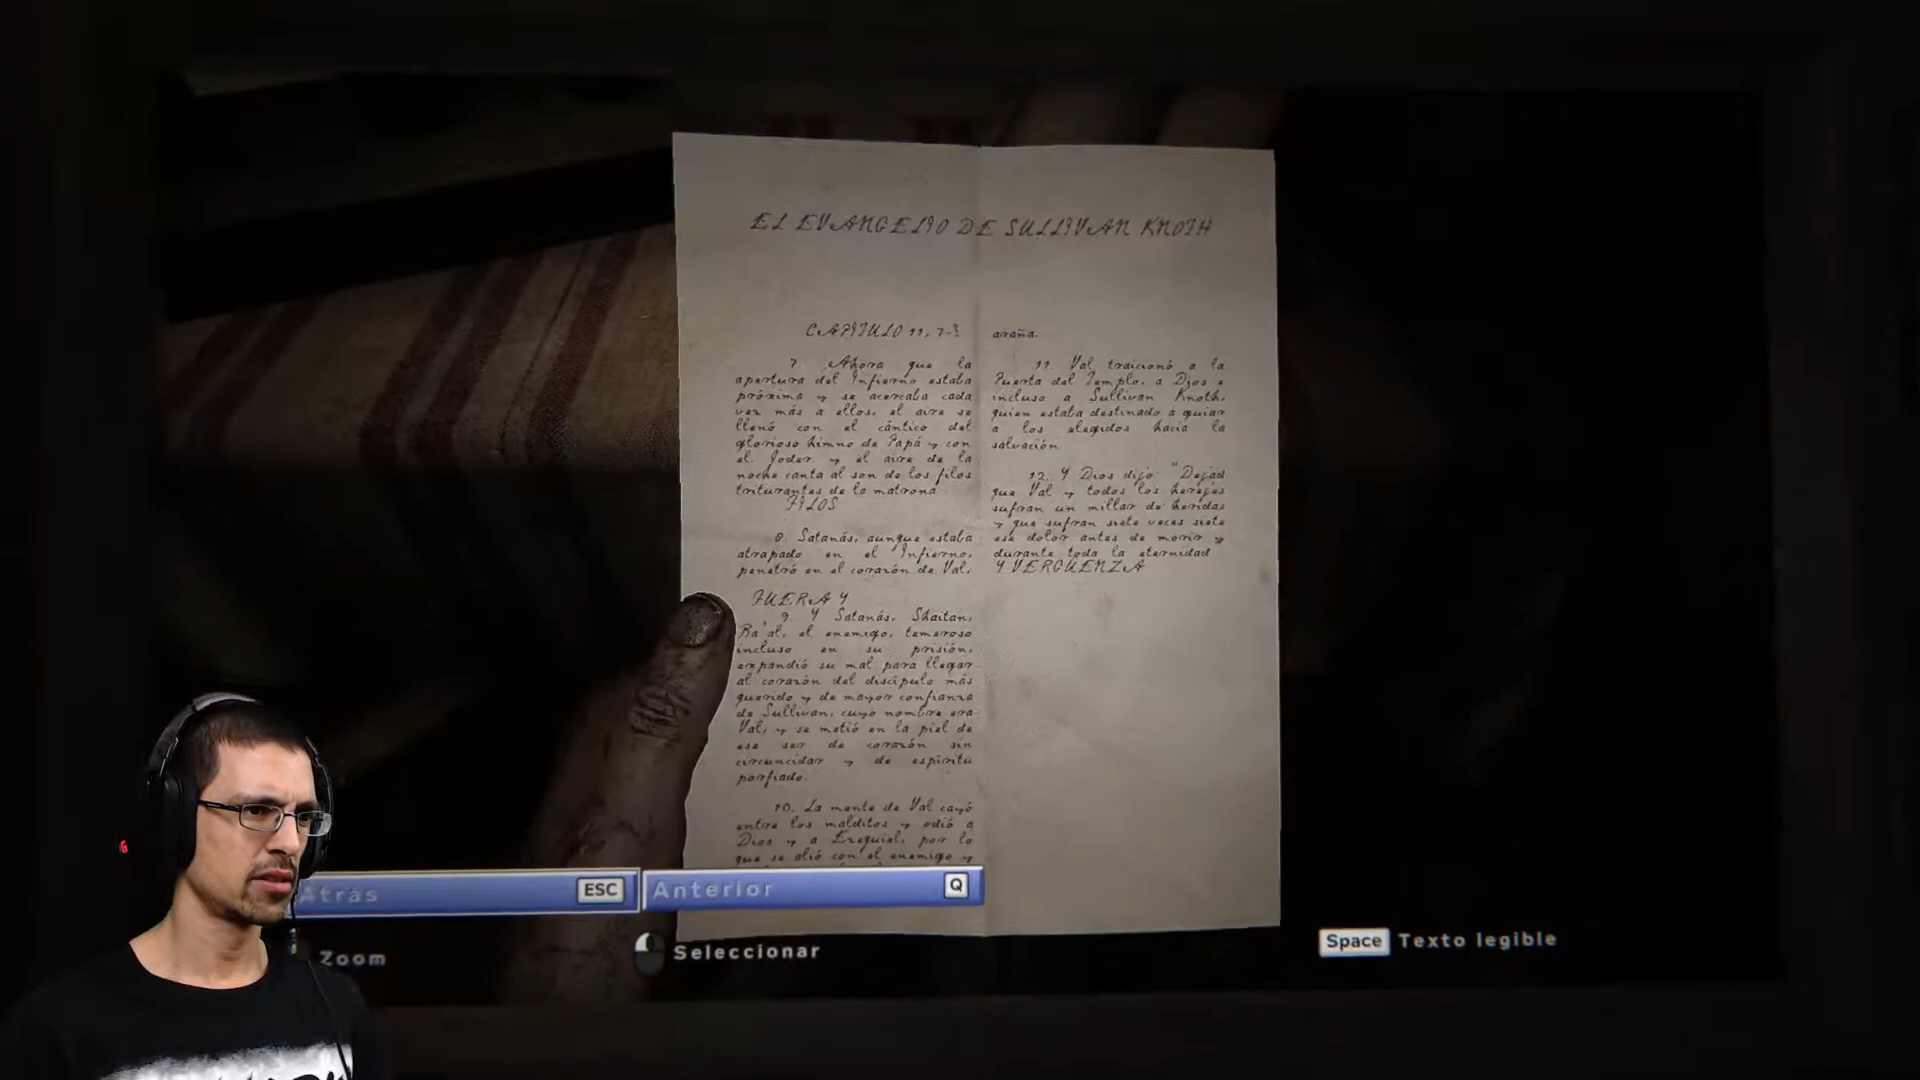 EL EVANGELIO DE SULLIVAN KNOTH
CAPITULO 11, 7-?
7. Ahora que la
apertura del Infierno estaba
próxima y se acercaba cada
vez más a ellos, el aire se
llenó con el cántico del
glorioso himno de Papá y con
el Joder y el aire de la
noche canta al son de los filos
triturantes de la matrona
FILOS
8. Satanás, aunque estaba
atrapado en el Infierno,
penetró en el corazón de Val.
FUERA Y
9. Y Satanás, Shaitan,
Ba'al, el enemigo, temeroso
incluso en su prisión,
expandió su mal para llegar
al corazón del discípulo más
querido y de mayor confianza
de Sullivan, cuyo nombre era
Val, y se metió en la piel de
ese ser de corazón sin
circuncidar y de espíritu
porfiado.
10. La mente de Val cayó
entre los malditos y odió a
Dios y a Ezequiel, por lo
que se alió con el enemigo y
araña.
11. Val traicionó a la
Puerta del Templo, a Dios e
incluso a Sullivan Knoth,
quien estaba destinado a guiar
a los elegidos hacia la
salvación.
12. Y Dios dijo "Dejad
que Val y todos los herejes
sufran un millar de heridas
y que sufran siete veces siete
ese dolor antes de morir y
durante toda la eternidad
Y VERGUENZA
Atrás ESC
Anterior Q
Zoom
Seleccionar
Space Texto legible